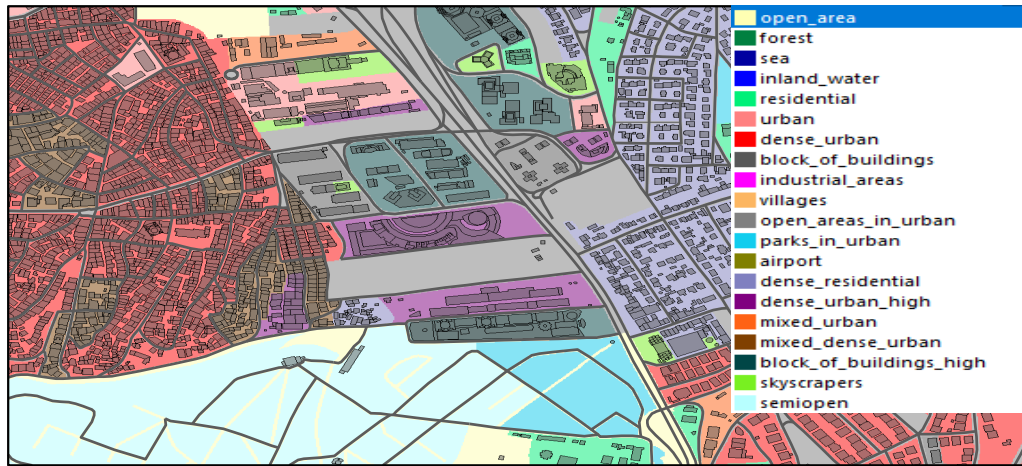 open_area
forest
sea
inland_water
residential
urban
dense_urban
block_of_buildings
industrial_areas
villages
open_areas_in_urban
parks_in_urban
airport
dense_residential
dense_urban_high
mixed_urban
mixed_dense_urban
block_of_buildings_high
skyscrapers
semiopen